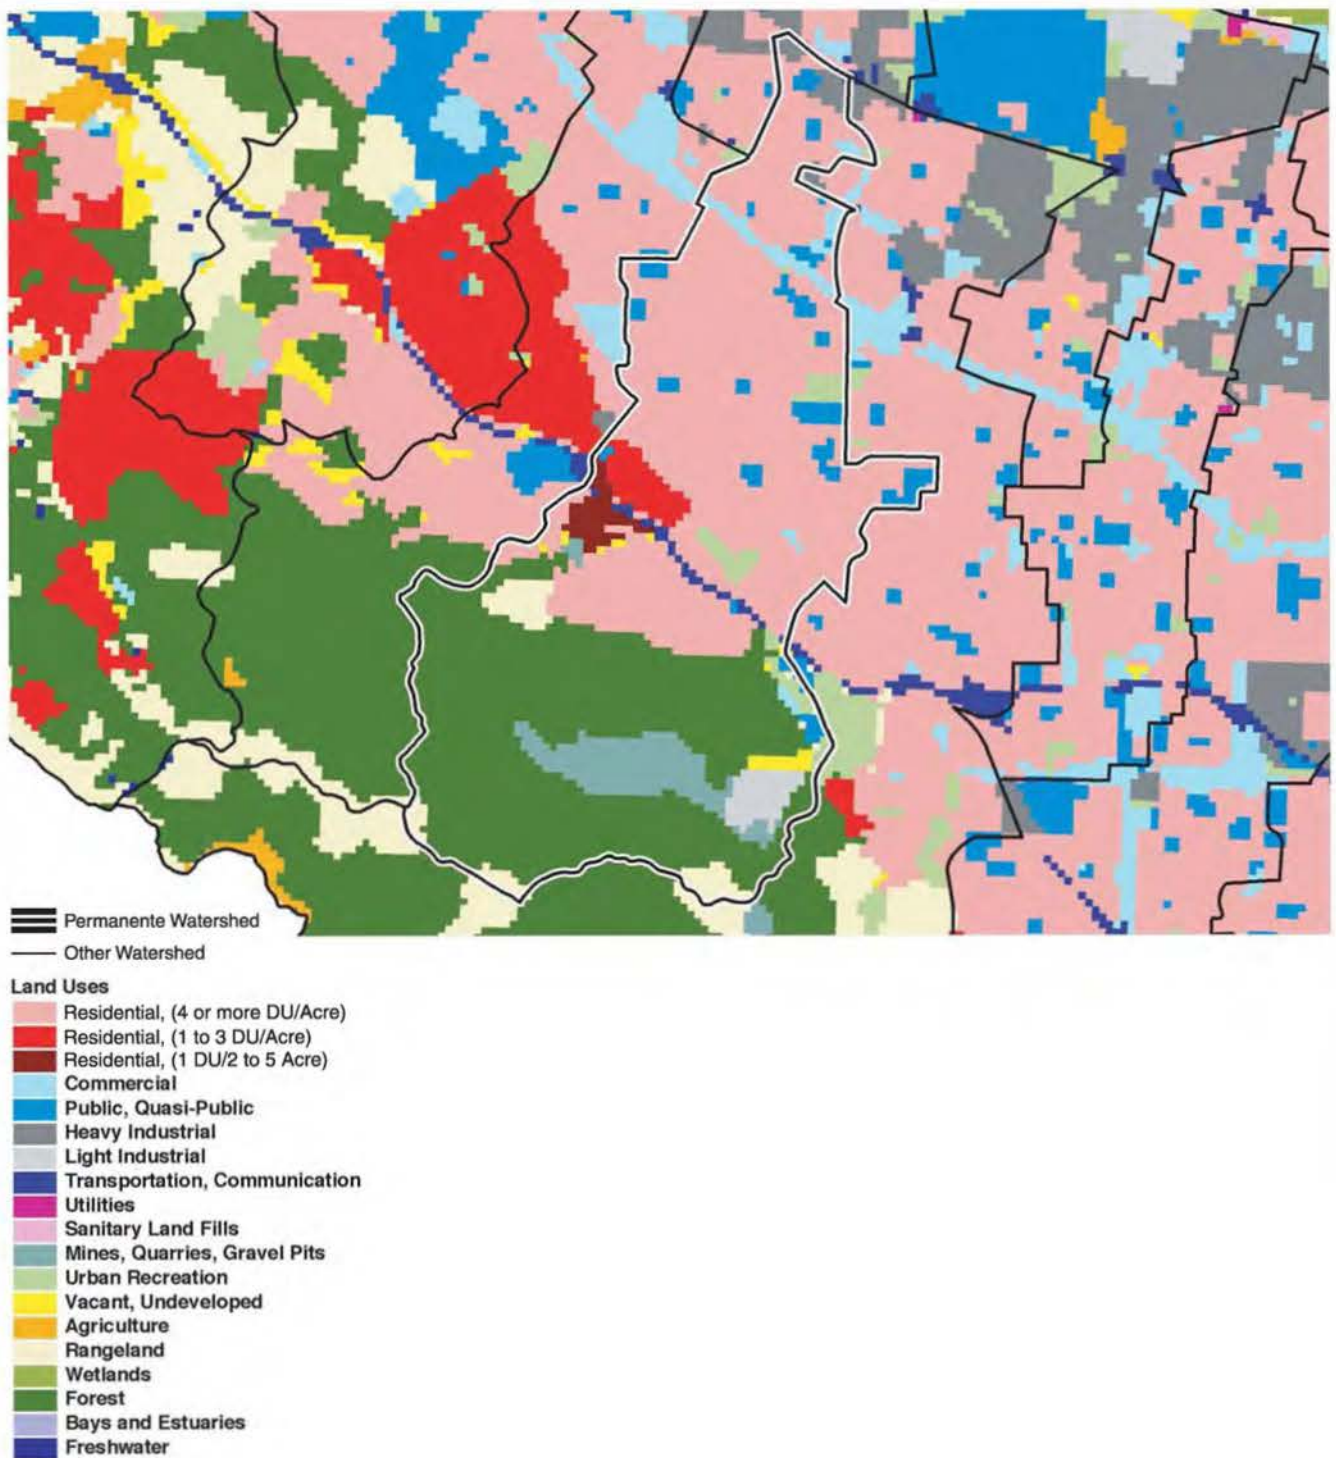 Permanente Watershed
Other Watershed
Land Uses
Residential, (4 or more DU/Acre)
Residential, (1 to 3 DU/Acre)
Residential, (1 DU/2 to 5 Acre)
Commercial
Public, Quasi-Public
Heavy Industrial
Light Industrial
Transportation, Communication
Utilities
Sanitary Land Fills
Mines, Quarries, Gravel Pits
Urban Recreation
Vacant, Undeveloped
Agriculture
Rangeland
Wetlands
Forest
Bays and Estuaries
Freshwater